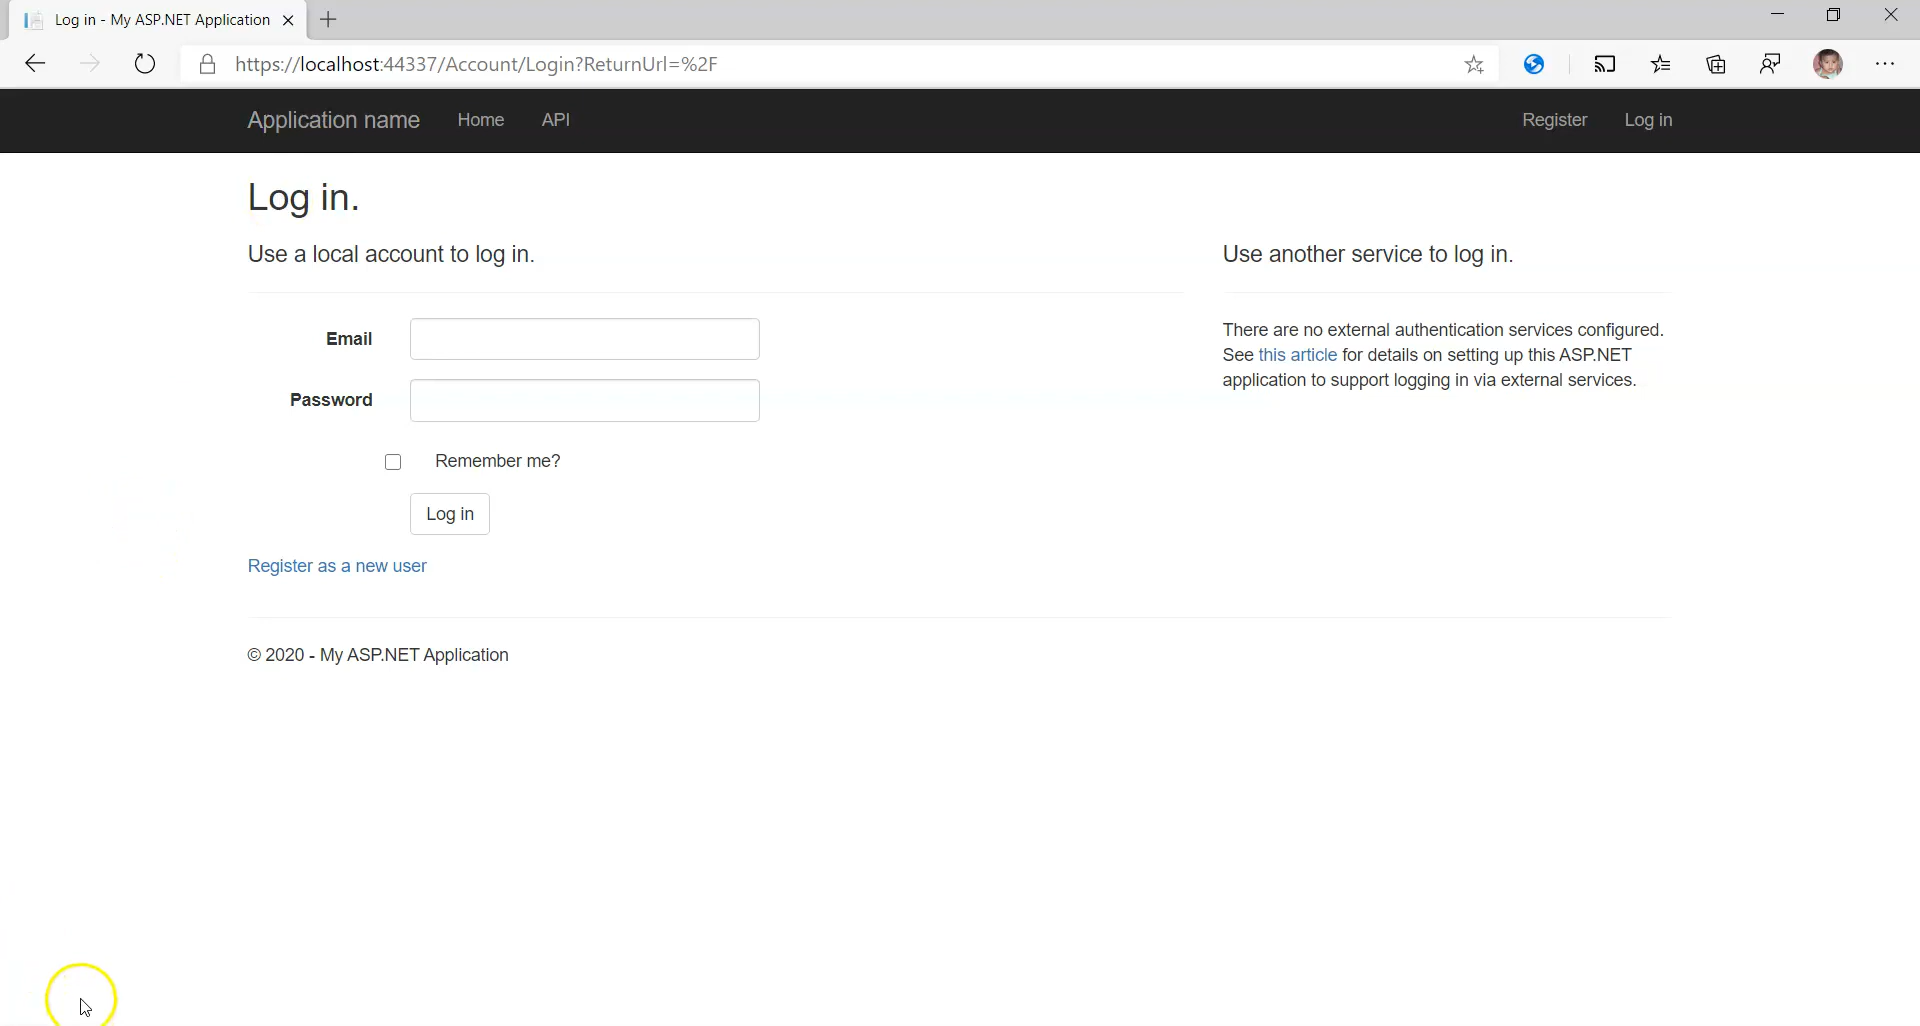 Log in - My ASP.NET Application
https://localhost:44337/Account/Login?ReturnUrl=%2F
Application name Home API Register Log in
Log in.
Use a local account to log in.
Email
Password
Remember me?
Log in
Register as a new user
Use another service to log in.
There are no external authentication services configured.
See this article for details on setting up this ASP.NET
application to support logging in via external services.
© 2020 - My ASP.NET Application